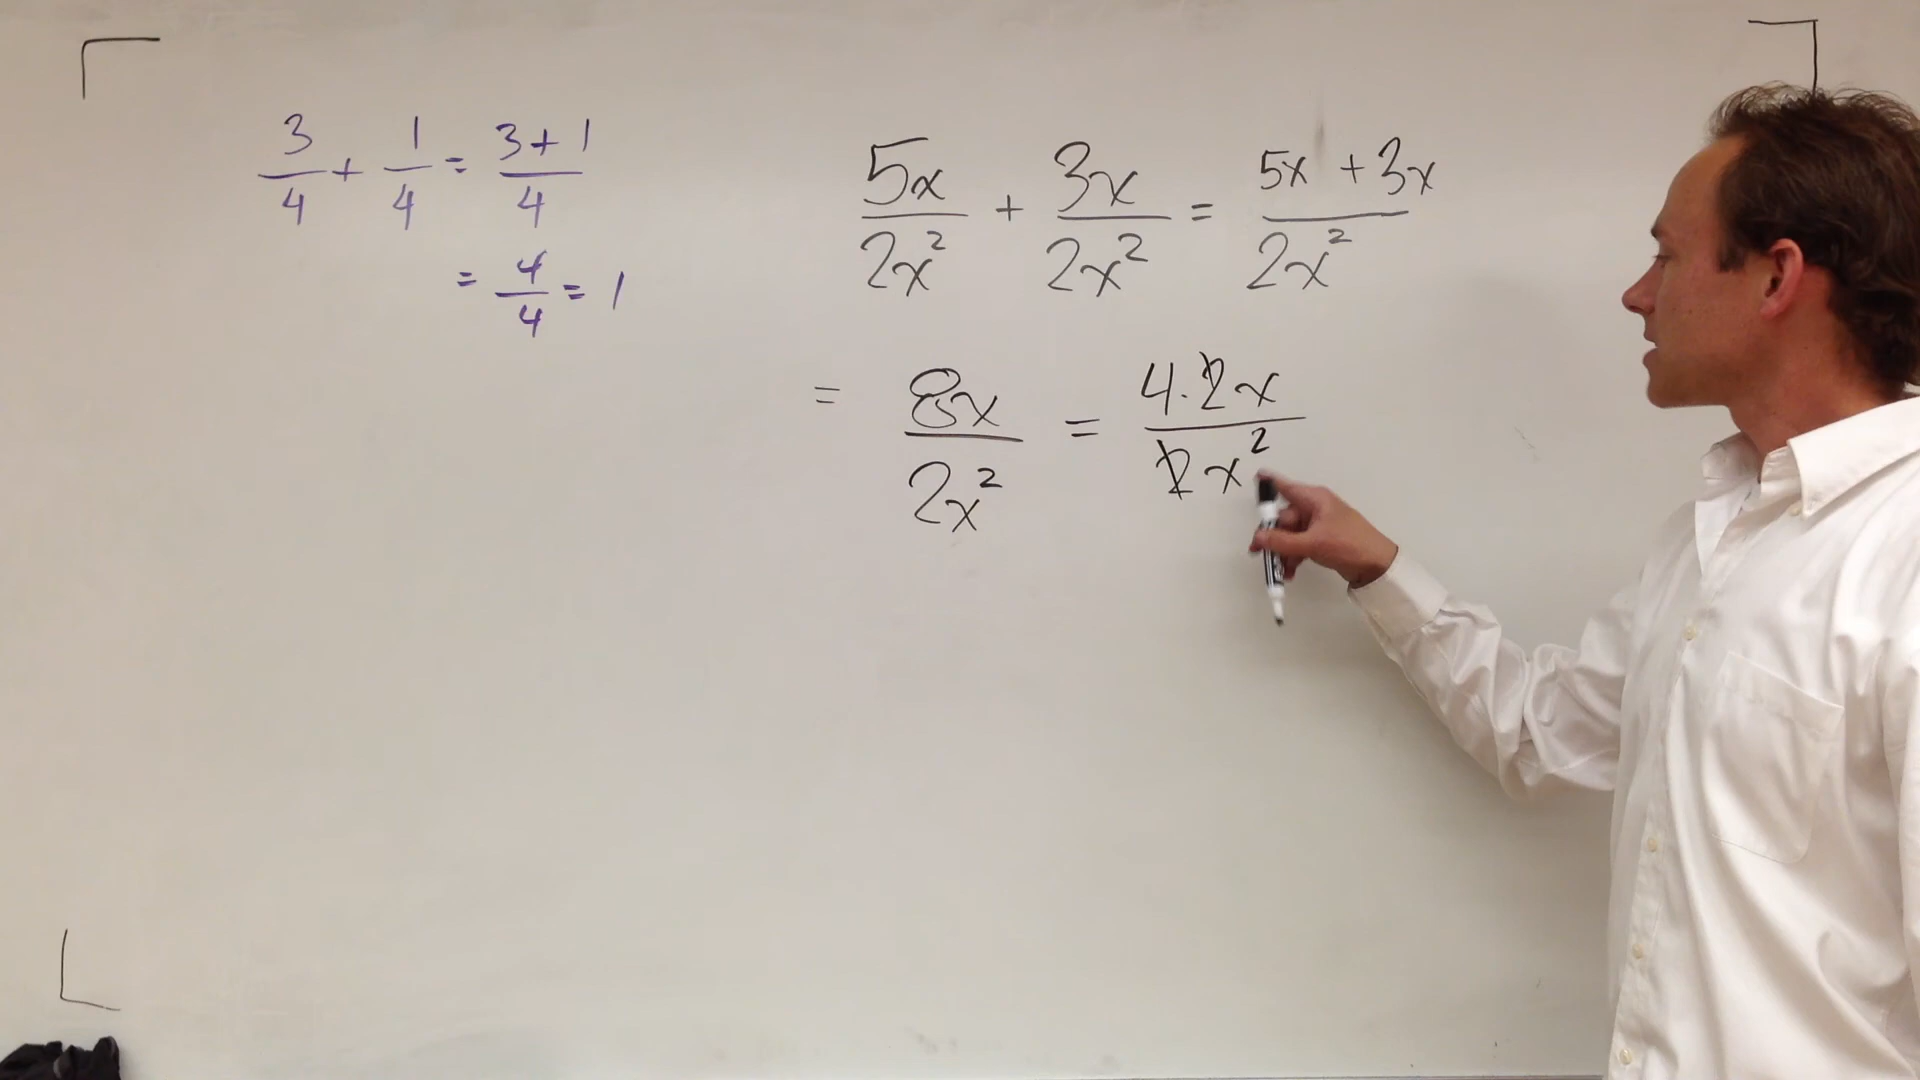 3/4 + 1/4 = 3+1/4
= 4/4 = 1
5x/2x² + 3x/2x² = 5x + 3x/2x²
= 8x/2x² = 4·2x/2x²